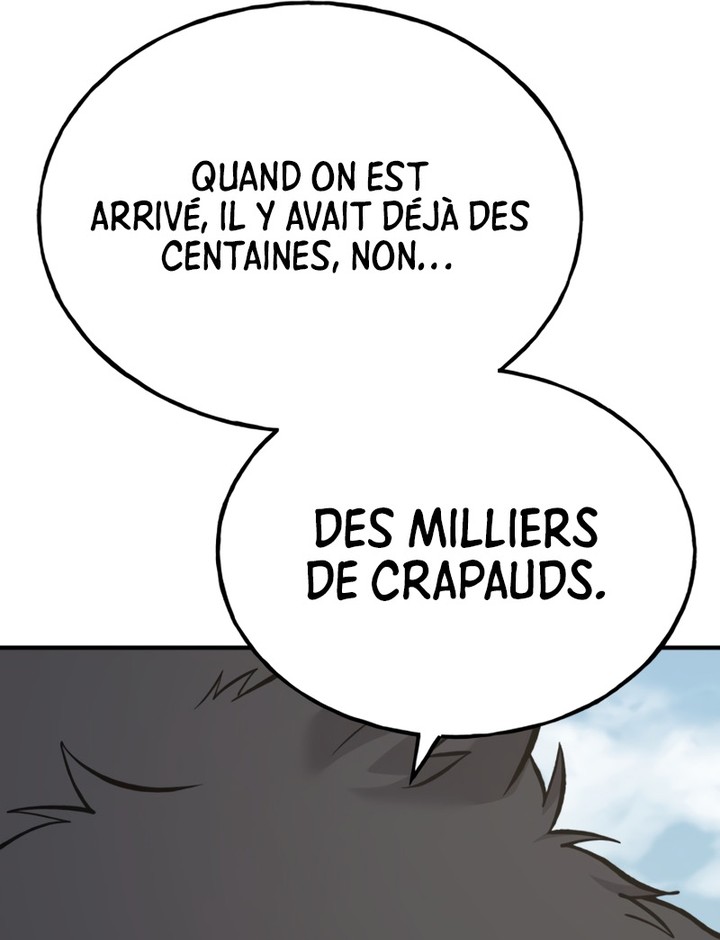 QUAND ON EST
ARRIVÉ, IL Y AVAIT DÉJÀ DES
CENTAINES, NON...
DES MILLIERS
DE CRAPAUDS.